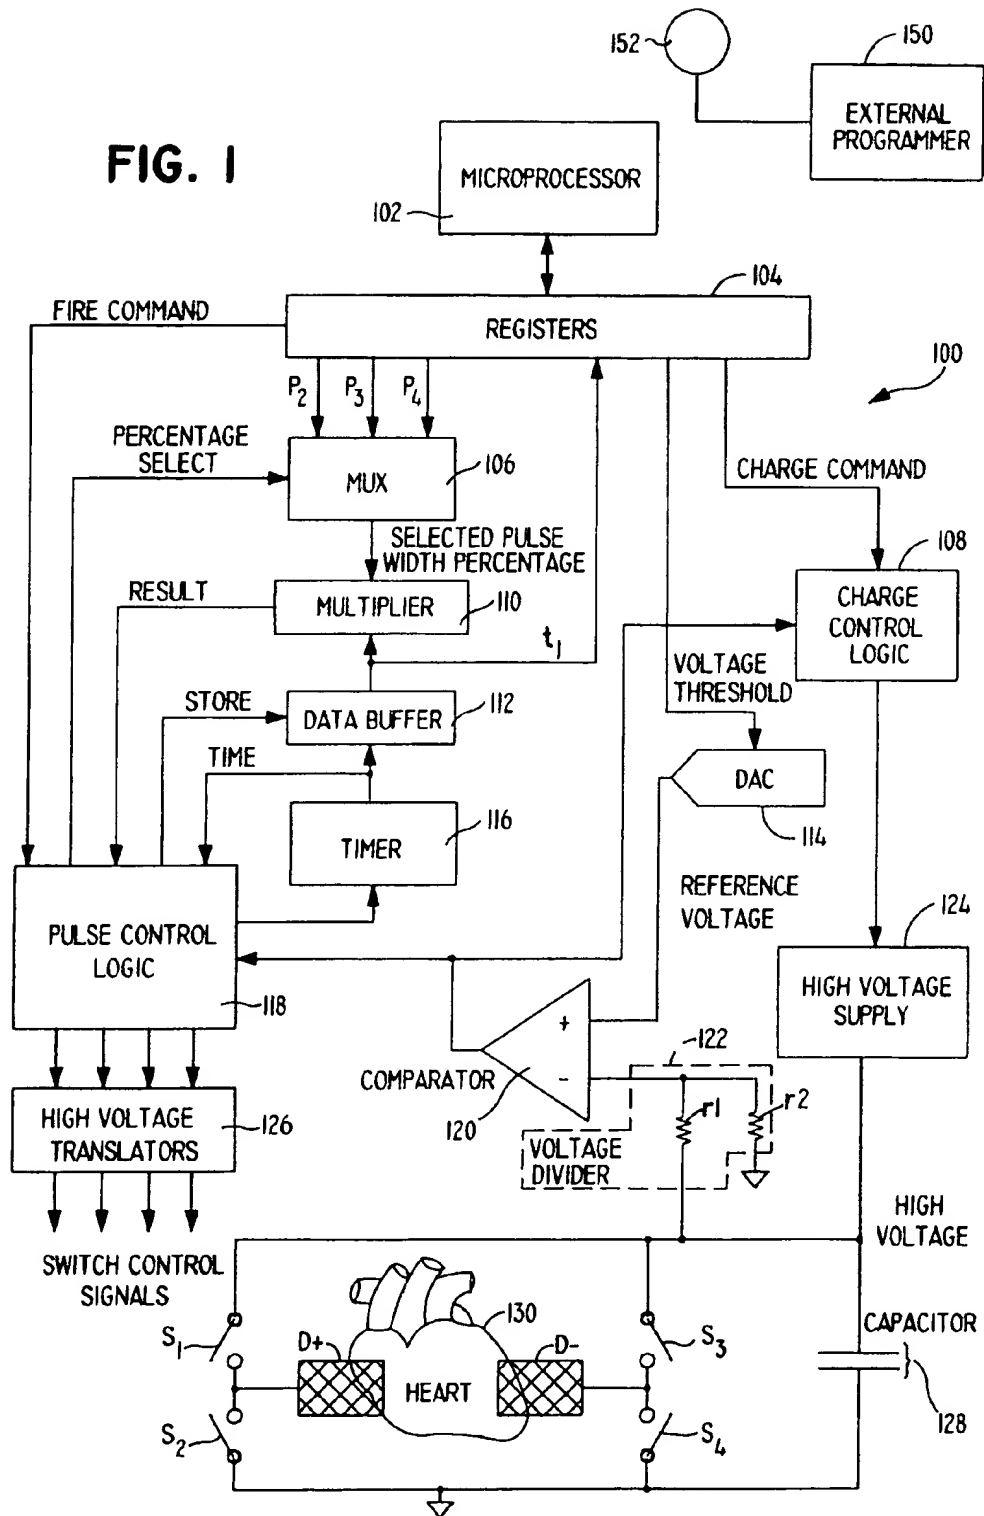 152
150
EXTERNAL
PROGRAMMER
FIG. 1
MICROPROCESSOR
102
104
FIRE COMMAND
REGISTERS
100
P2
P3
P4
PERCENTAGE
SELECT
MUX
106
CHARGE COMMAND
SELECTED PULSE
WIDTH PERCENTAGE
108
RESULT
MULTIPLIER
110
CHARGE
CONTROL
LOGIC
t1
VOLTAGE
THRESHOLD
STORE
DATA BUFFER
112
TIME
DAC
114
TIMER
116
REFERENCE
VOLTAGE
124
PULSE CONTROL
LOGIC
118
HIGH VOLTAGE
SUPPLY
+
-
COMPARATOR
120
122
r1
r2
VOLTAGE
DIVIDER
HIGH VOLTAGE
TRANSLATORS
126
HIGH
VOLTAGE
SWITCH CONTROL
SIGNALS
130
S1
D+
D-
S3
CAPACITOR
HEART
128
S2
S4